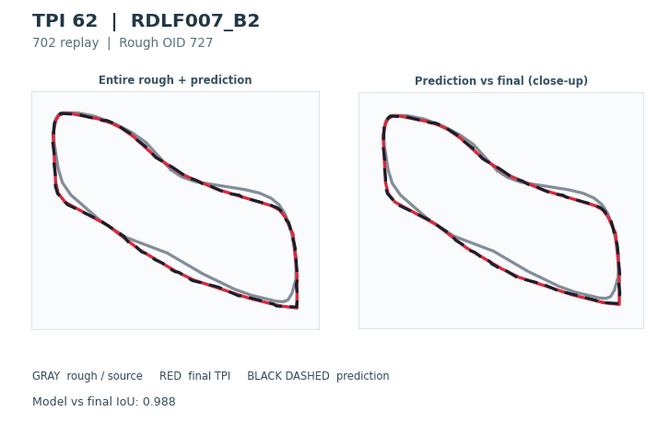 TPI 62 | RDLF007_B2
702 replay | Rough OID 727
Entire rough + prediction
Prediction vs final (close-up)
GRAY rough / source RED final TPI BLACK DASHED prediction
Model vs final IoU: 0.988